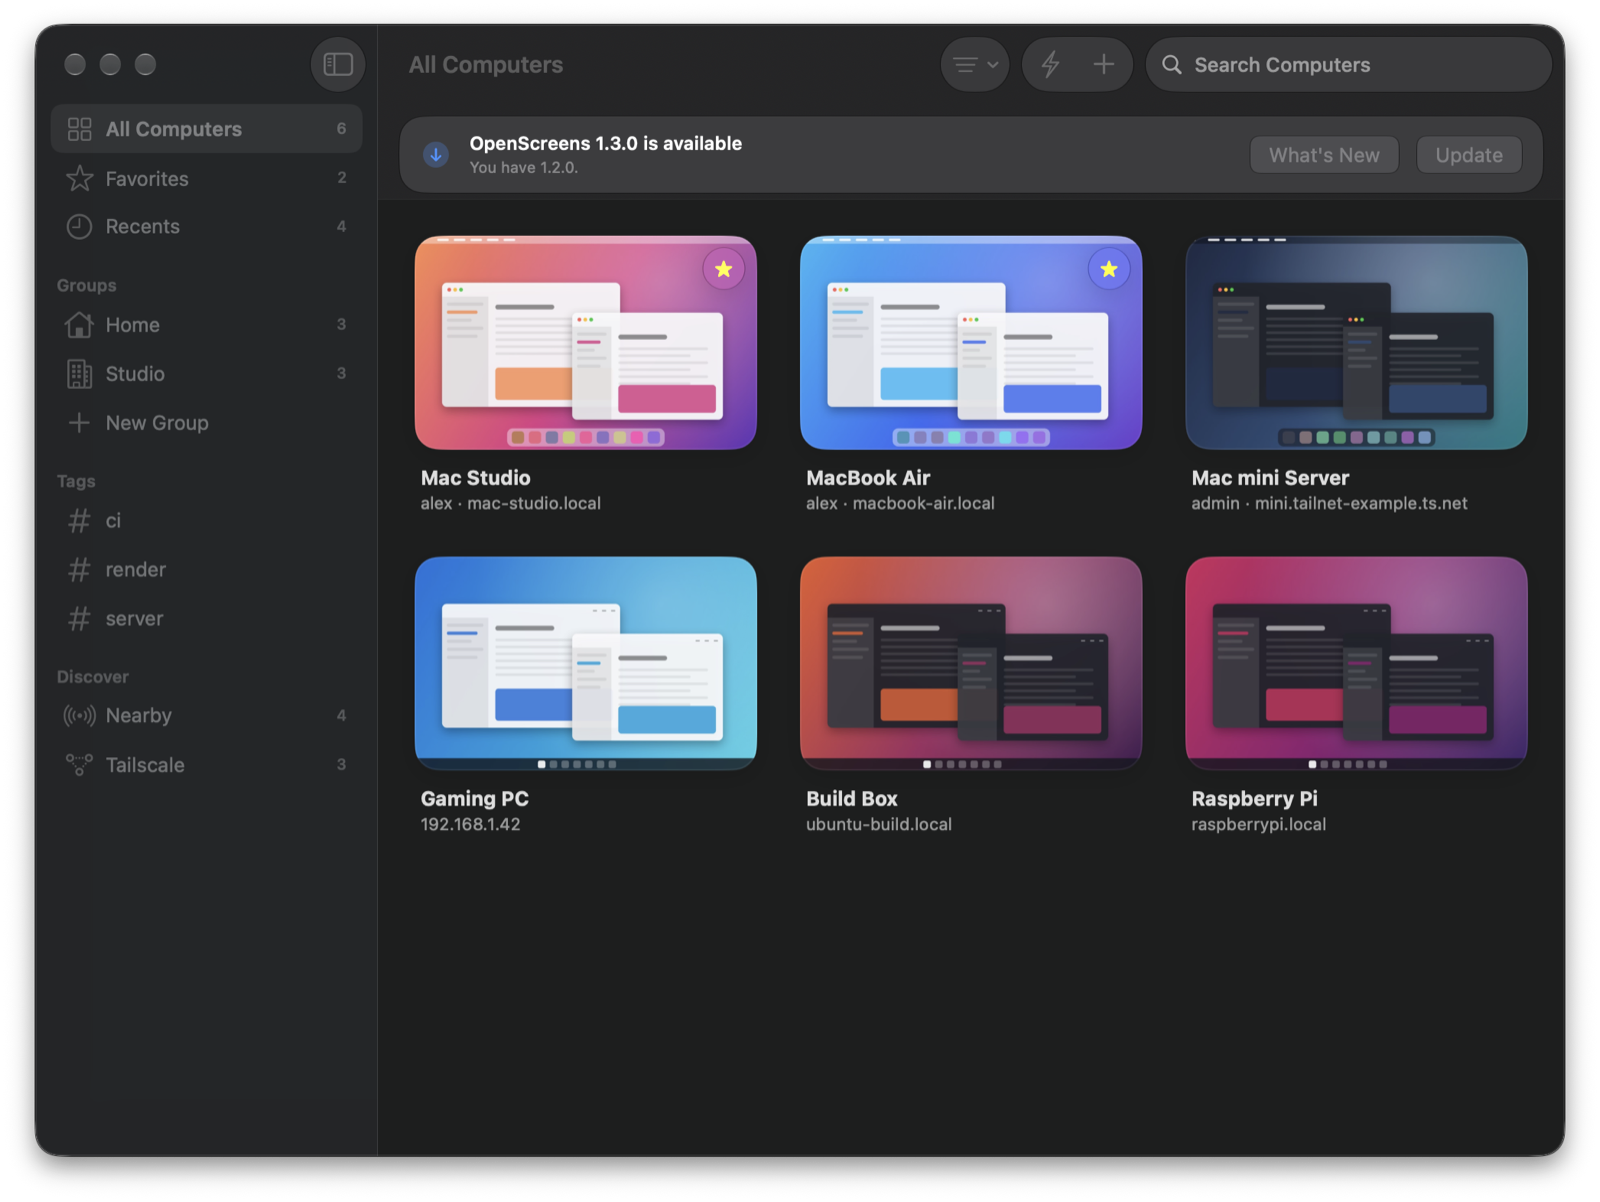 All Computers
All Computers 6
Favorites 2
Recents 4
Groups
Home 3
Studio 3
New Group
Tags
ci
render
server
Discover
Nearby 4
Tailscale 3
Search Computers
OpenScreens 1.3.0 is available
You have 1.2.0.
What's New
Update
Mac Studio
alex · mac-studio.local
MacBook Air
alex · macbook-air.local
Mac mini Server
admin · mini.tailnet-example.ts.net
Gaming PC
192.168.1.42
Build Box
ubuntu-build.local
Raspberry Pi
raspberrypi.local